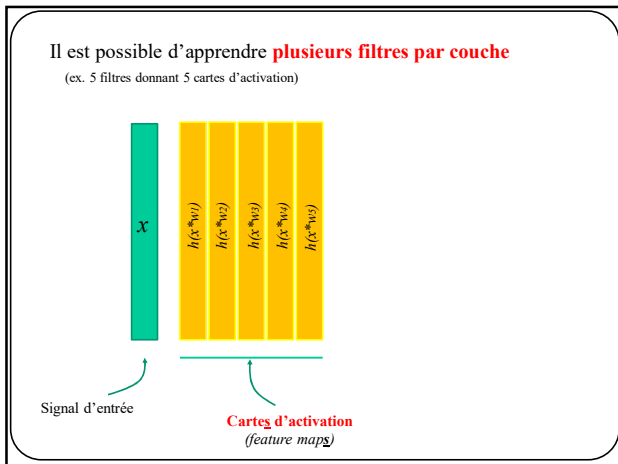 Il est possible d’apprendre plusieurs filtres par couche
(ex. 5 filtres donnant 5 cartes d’activation)
x
h(x*w1)
h(x*w2)
h(x*w3)
h(x*w4)
h(x*w5)
Signal d’entrée
Cartes d’activation
(feature maps)